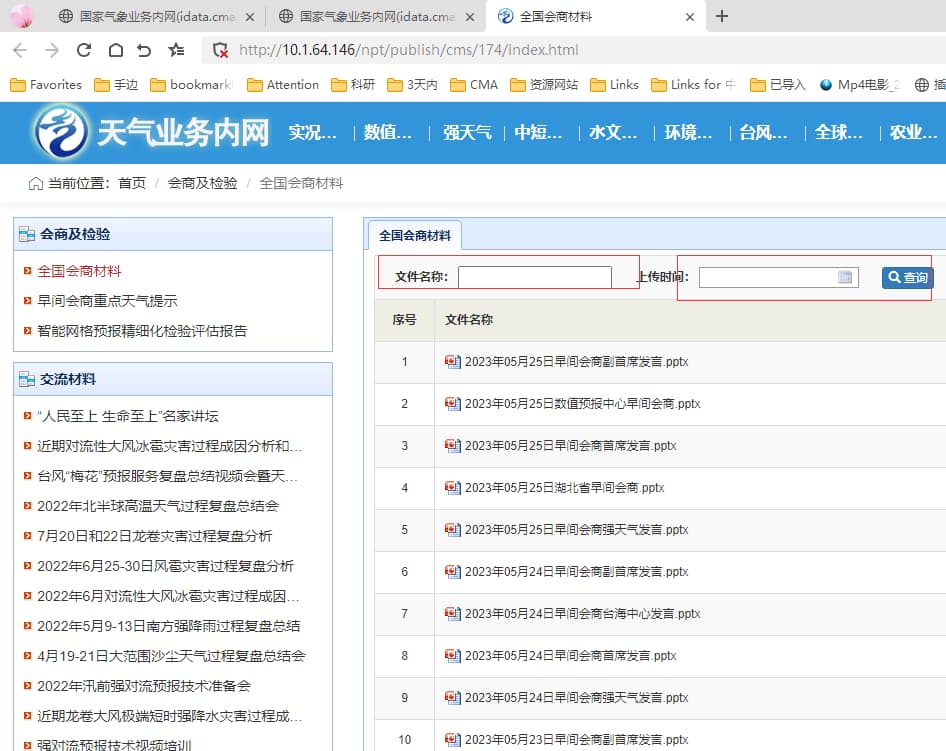 国家气象业务内网(idata.cma
国家气象业务内网(idata.cma
全国会商材料
http://10.1.64.146/npt/publish/cms/174/index.html
Favorites 手边 bookmark Attention 科研 3天内 CMA 资源网站 Links Links for 中 已导入 Mp4电影_2 插
天气业务内网 实况... 数值... 强天气 中短... 水文... 环境... 台风... 全球... 农业...
当前位置: 首页 / 会商及检验 / 全国会商材料
会商及检验
全国会商材料
早间会商重点天气提示
智能网格预报精细化检验评估报告
交流材料
“人民至上 生命至上”名家讲坛
近期对流性大风冰雹灾害过程成因分析和...
台风“梅花”预报服务复盘总结视频会暨天...
2022年北半球高温天气过程复盘总结会
7月20日和22日龙卷灾害过程复盘分析
2022年6月25-30日风雹灾害过程复盘分析
2022年6月对流性大风冰雹灾害过程成因...
2022年5月9-13日南方强降雨过程复盘总结
4月19-21日大范围沙尘天气过程复盘总结会
2022年汛前强对流预报技术准备会
近期龙卷大风极端短时强降水灾害过程成...
强对流预报技术视频培训
全国会商材料
文件名称: 上传时间: 查询
序号 文件名称
1 2023年05月25日早间会商副首席发言.pptx
2 2023年05月25日数值预报中心早间会商.pptx
3 2023年05月25日早间会商首席发言.pptx
4 2023年05月25日湖北省早间会商.pptx
5 2023年05月25日早间会商强天气发言.pptx
6 2023年05月24日早间会商副首席发言.pptx
7 2023年05月24日早间会商台海中心发言.pptx
8 2023年05月24日早间会商首席发言.pptx
9 2023年05月24日早间会商强天气发言.pptx
10 2023年05月23日早间会商副首席发言.pptx